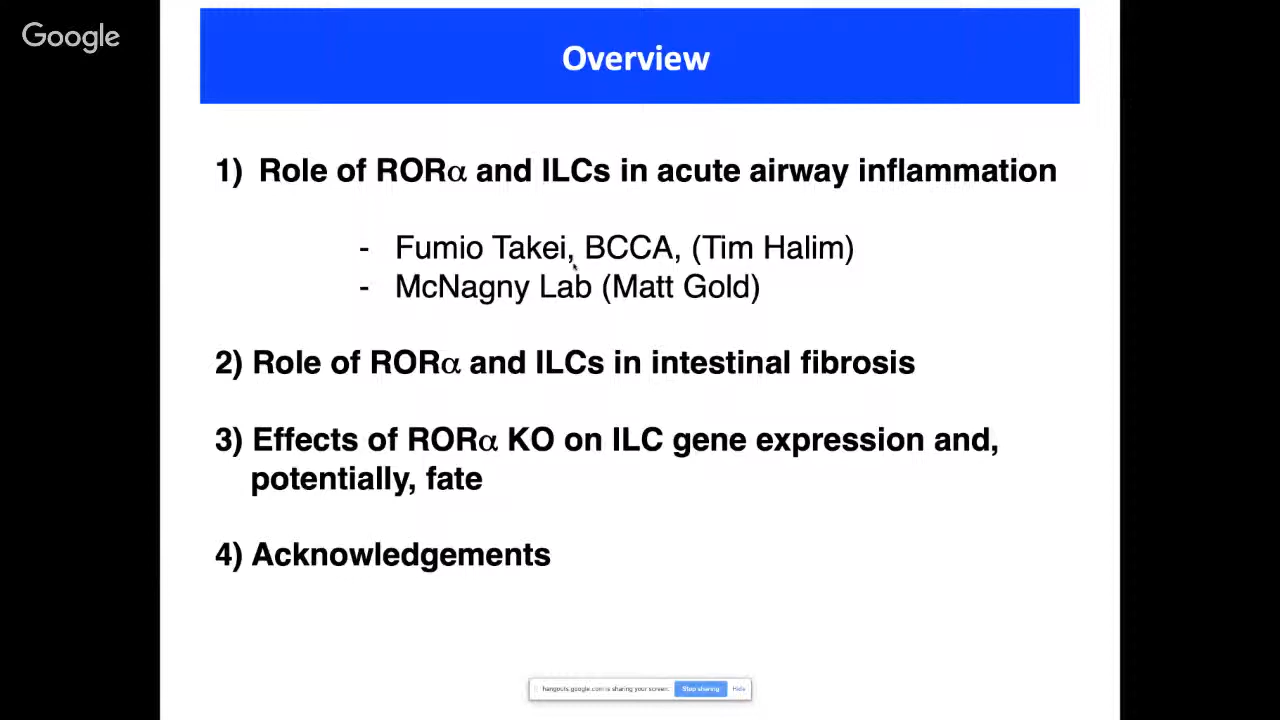 Google
Overview
1) Role of RORα and ILCs in acute airway inflammation
- Fumio Takei, BCCA, (Tim Halim)
- McNagny Lab (Matt Gold)
2) Role of RORα and ILCs in intestinal fibrosis
3) Effects of RORα KO on ILC gene expression and,
potentially, fate
4) Acknowledgements
hangouts.google.com is sharing your screen. Stop sharing Hide